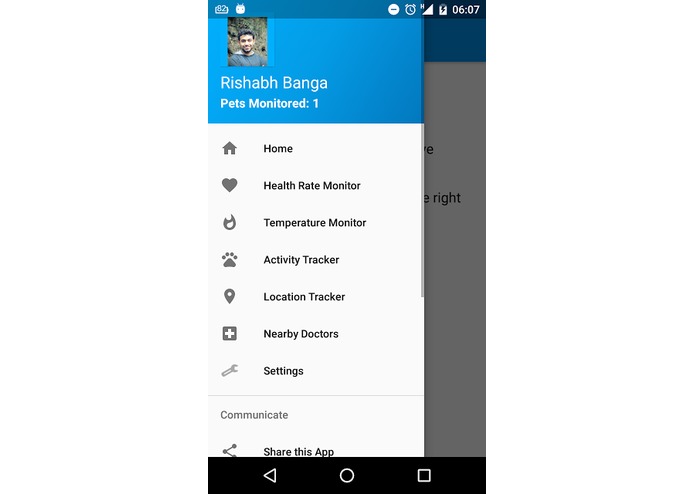 82
H
06:07
Rishabh Banga
Pets Monitored: 1
Home
Health Rate Monitor
ve
Temperature Monitor
e right
Activity Tracker
Location Tracker
Nearby Doctors
Settings
Communicate
Share this App